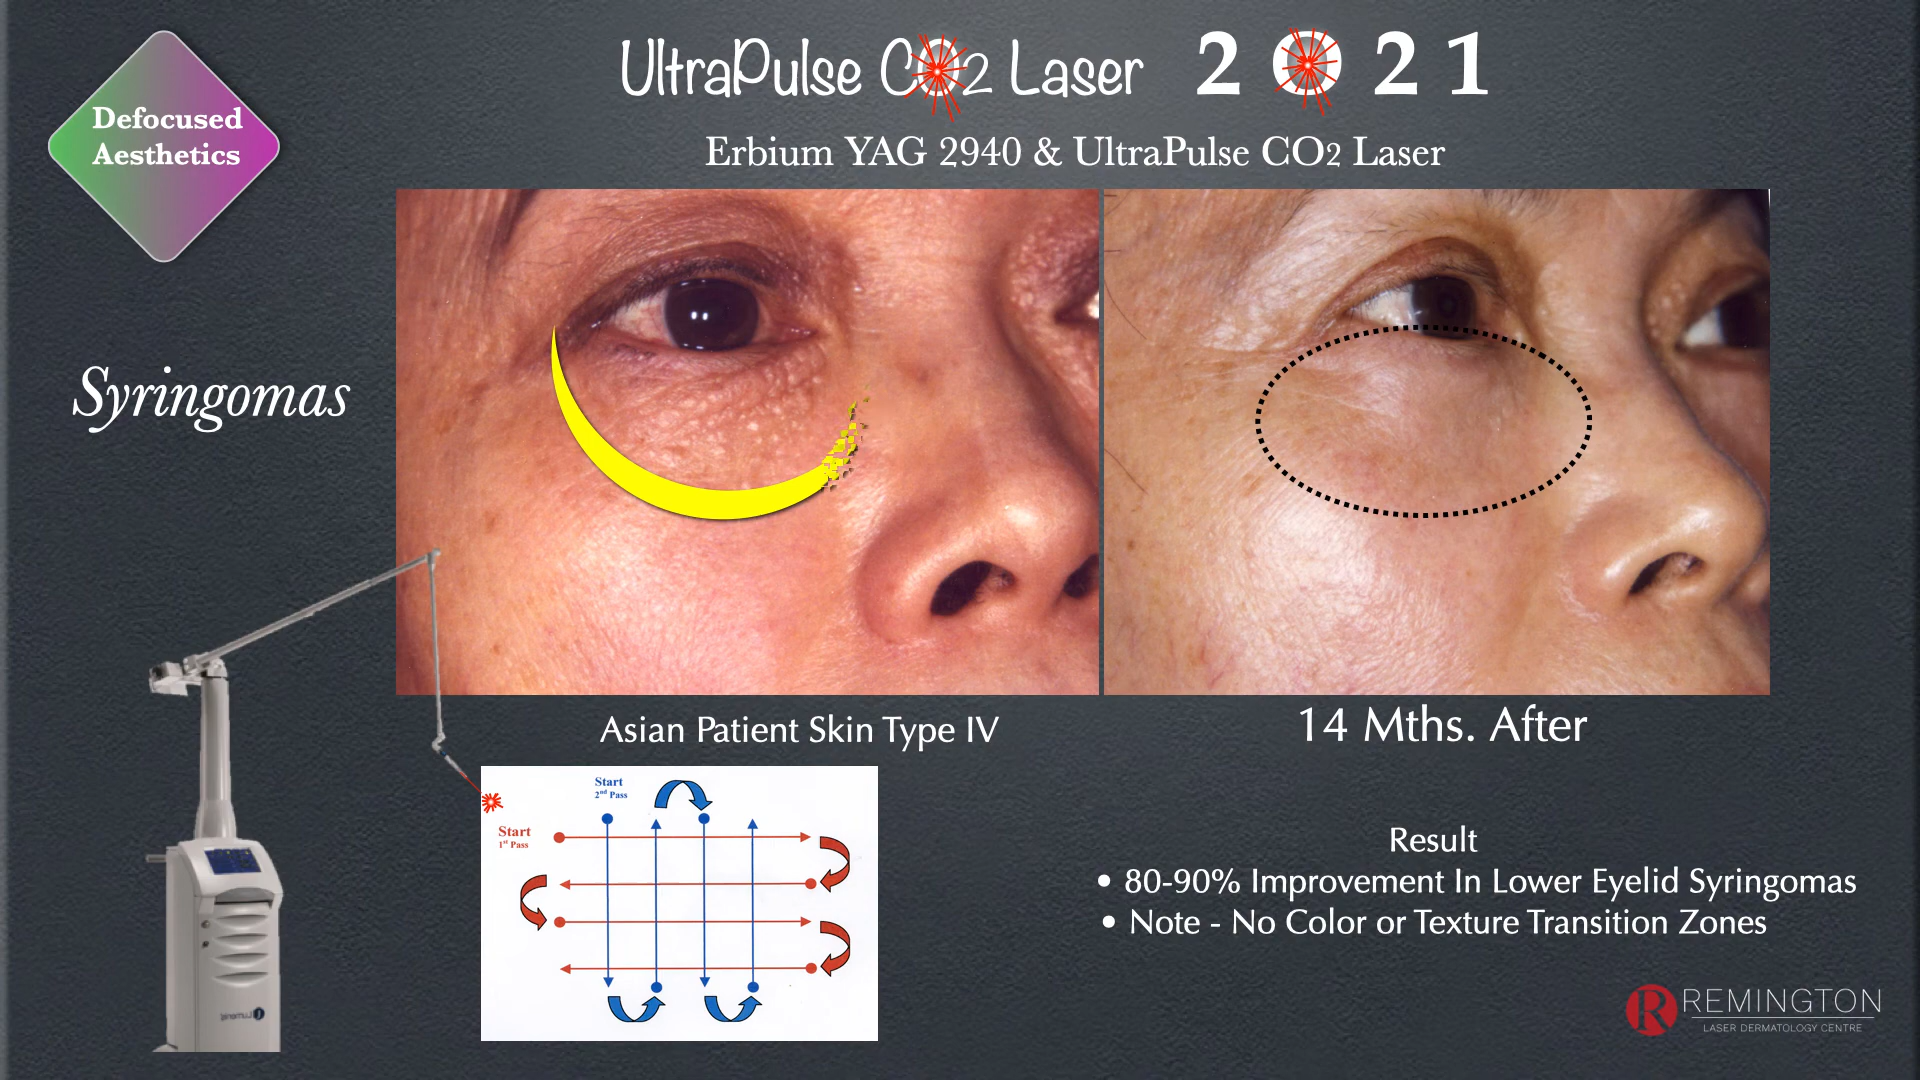 Defocused
Aesthetics
UltraPulse CO2 Laser 2021
Erbium YAG 2940 & UltraPulse CO2 Laser
Syringomas
Asian Patient Skin Type IV
14 Mths. After
Start
2nd Pass
Start
1st Pass
Result
• 80-90% Improvement In Lower Eyelid Syringomas
• Note - No Color or Texture Transition Zones
R REMINGTON
LASER DERMATOLOGY CENTRE